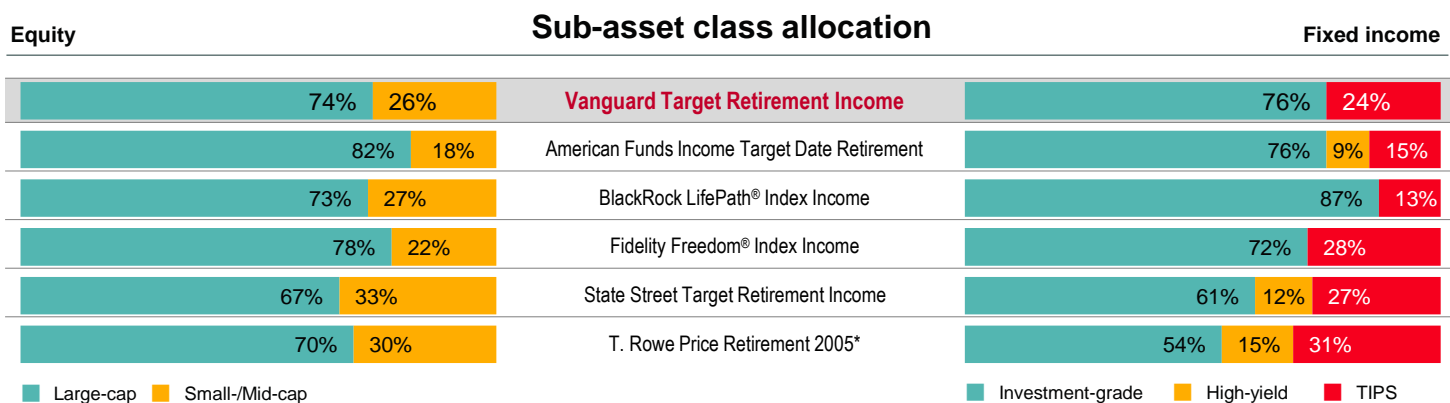 Sub-asset class allocation
Equity Fixed income
74% 26% Vanguard Target Retirement Income 76% 24%
82% 18% American Funds Income Target Date Retirement 76% 9% 15%
73% 27% BlackRock LifePath® Index Income 87% 13%
78% 22% Fidelity Freedom® Index Income 72% 28%
67% 33% State Street Target Retirement Income 61% 12% 27%
70% 30% T. Rowe Price Retirement 2005* 54% 15% 31%
Large-cap Small-/Mid-cap Investment-grade High-yield TIPS